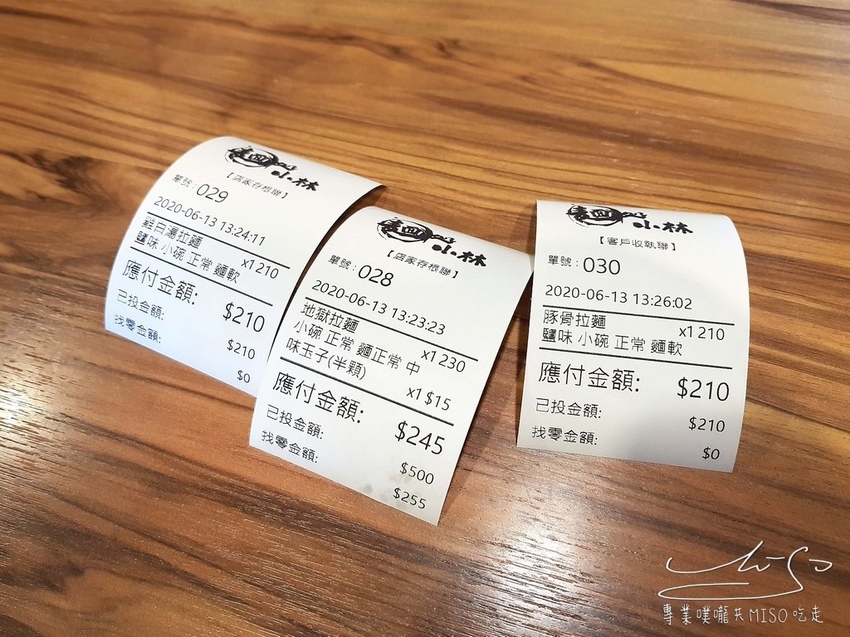 小林
【店家存根聯】
單號：029
2020-06-13 13:24:11
雞白湯拉麵 x1 210
鹽味 小碗 正常 麵軟
應付金額: $210
已投金額: $210
找零金額: $0
小林
【店家存根聯】
單號：028
2020-06-13 13:23:23
地獄拉麵 x1 230
小碗 正常 麵正常 中
味玉子(半顆) x1 $15
應付金額: $245
已投金額: $500
找零金額: $255
小林
【客戶收執聯】
單號：030
2020-06-13 13:26:02
豚骨拉麵 x1 210
鹽味 小碗 正常 麵軟
應付金額: $210
已投金額: $210
找零金額: $0
專業噗嚨共MISO吃走